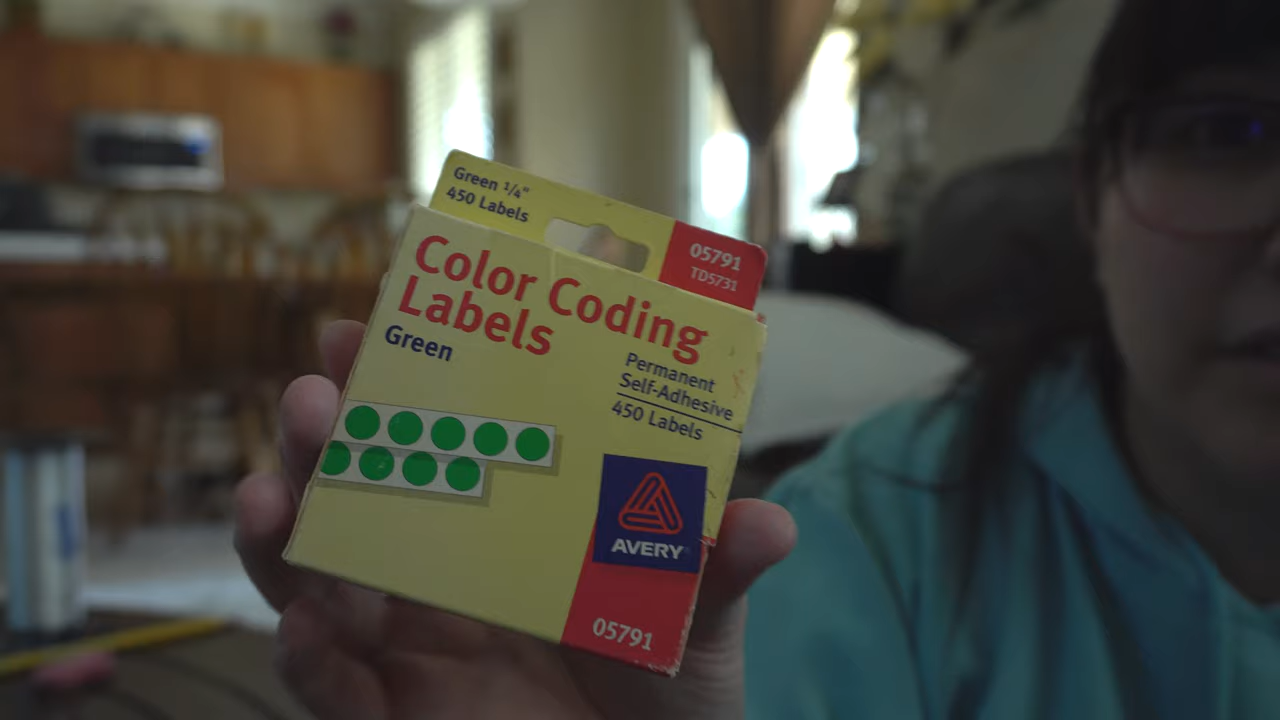 Green 1/4"
450 Labels
05791
TD5731
Color Coding
Labels
Green
Permanent
Self-Adhesive
450 Labels
AVERY
05791